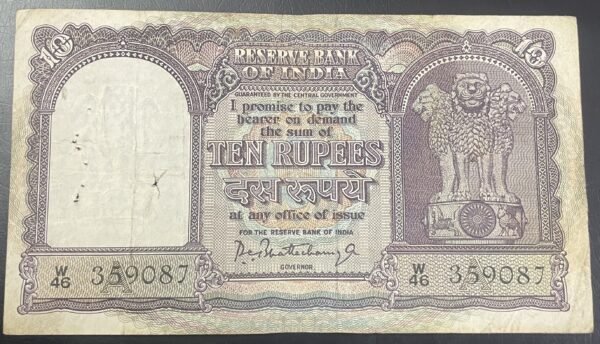 10 10
RESERVE BANK
OF INDIA
GUARANTEED BY THE CENTRAL GOVERNMENT
I promise to pay the
bearer on demand
the sum of
TEN RUPEES
दस रुपये
at any office of issue
FOR THE RESERVE BANK OF INDIA
P.C. Bhattacharyya
GOVERNOR
W/46 359087 W/46 359087
A